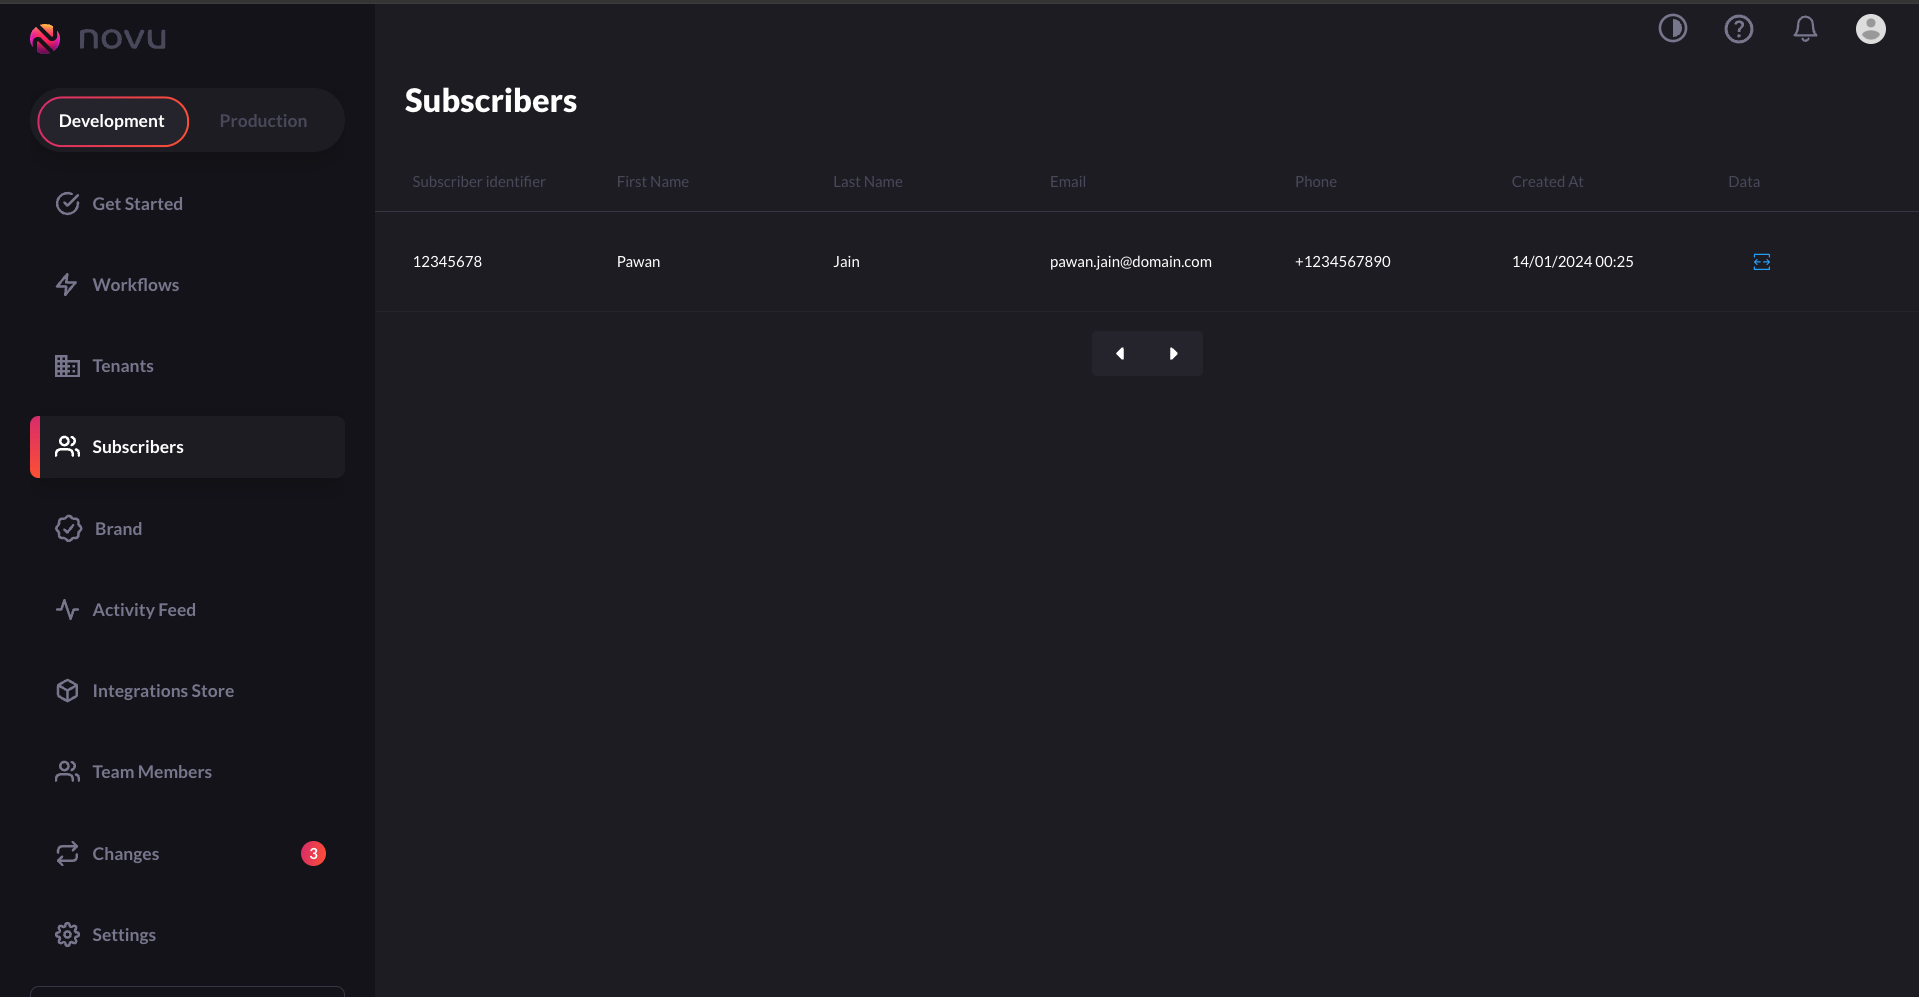 novu
Development
Production
Get Started
Workflows
Tenants
Subscribers
Brand
Activity Feed
Integrations Store
Team Members
Changes 3
Settings
Subscribers
Subscriber identifier First Name Last Name Email Phone Created At Data
12345678 Pawan Jain pawan.jain@domain.com +1234567890 14/01/2024 00:25